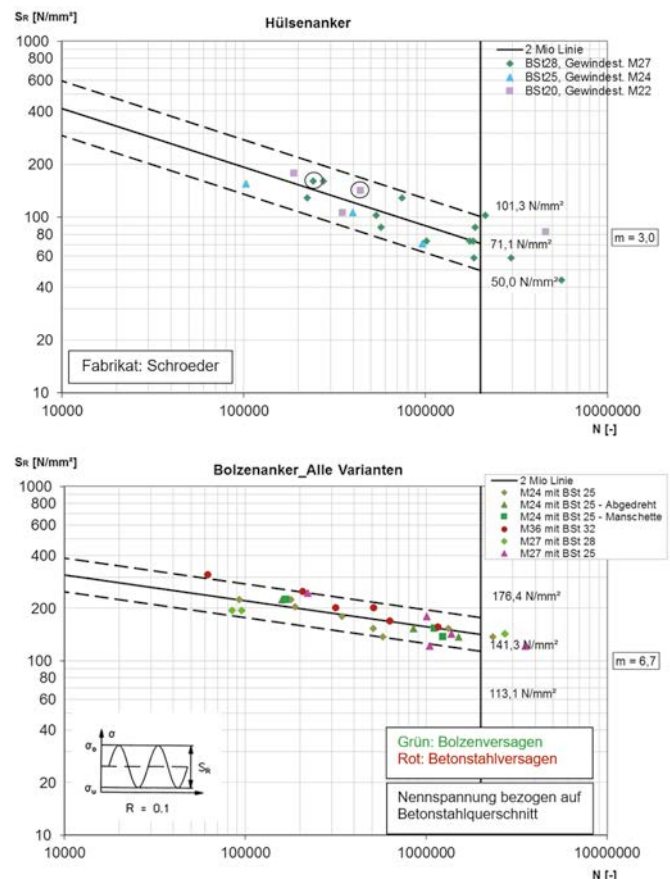 S_R [N/mm²]
Hülsenanker
1000
600
400
200
100
80
60
40
20
10
2 Mio Linie
BSt28, Gewindest. M27
BSt25, Gewindest. M24
BSt20, Gewindest. M22
101,3 N/mm²
71,1 N/mm²
50,0 N/mm²
m = 3,0
Fabrikat: Schroeder
10000
100000
1000000
10000000
N [-]
S_R [N/mm²]
Bolzenanker_Alle Varianten
1000
800
600
400
200
100
80
60
40
20
10
2 Mio Linie
M24 mit BSt 25
M24 mit BSt 25 - Abgedreht
M24 mit BSt 25 - Manschette
M36 mit BSt 32
M27 mit BSt 28
M27 mit BSt 25
176,4 N/mm²
141,3 N/mm²
113,1 N/mm²
m = 6,7
σo
σ
σu
S_R
R = 0,1
Grün: Bolzenversagen
Rot: Betonstahlversagen
Nennspannung bezogen auf
Betonstahlquerschnitt
10000
100000
1000000
10000000
N [-]